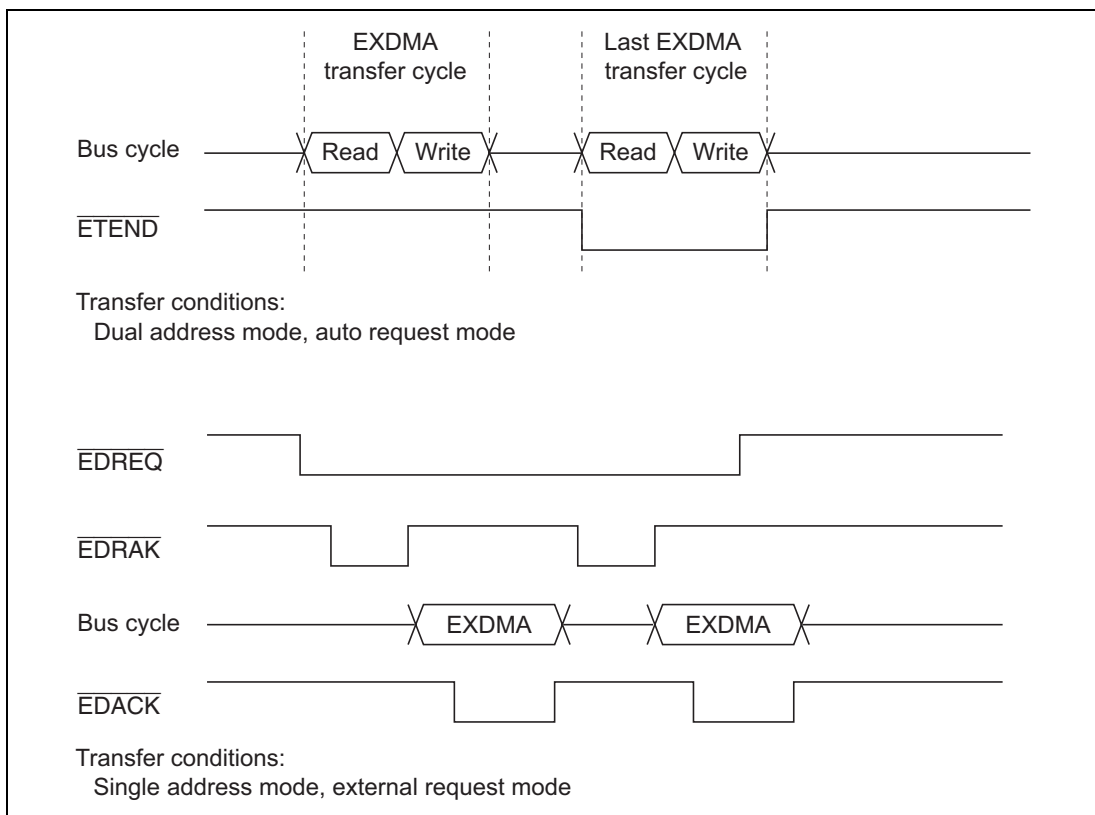 EXDMA
transfer cycle
Last EXDMA
transfer cycle
Bus cycle
Read
Write
Read
Write
ETEND
Transfer conditions:
Dual address mode, auto request mode
EDREQ
EDRAK
Bus cycle
EXDMA
EXDMA
EDACK
Transfer conditions:
Single address mode, external request mode